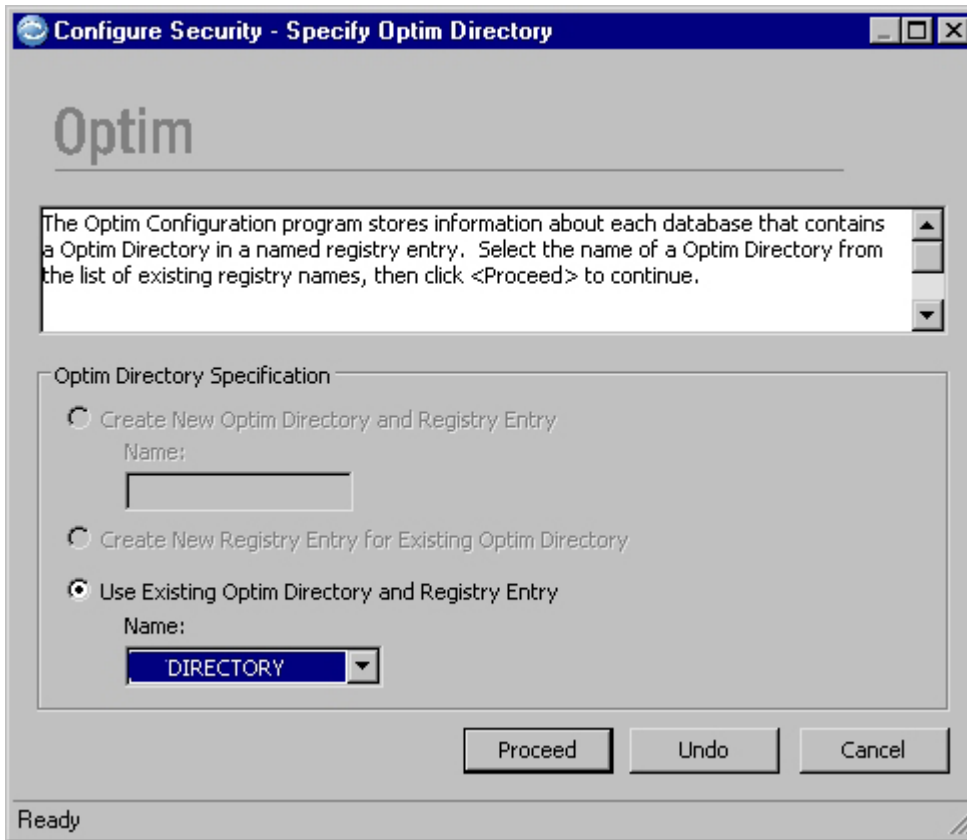 Configure Security - Specify Optim Directory
Optim
The Optim Configuration program stores information about each database that contains
a Optim Directory in a named registry entry.  Select the name of a Optim Directory from
the list of existing registry names, then click <Proceed> to continue.
Optim Directory Specification
Create New Optim Directory and Registry Entry
Name:
Create New Registry Entry for Existing Optim Directory
Use Existing Optim Directory and Registry Entry
Name:
DIRECTORY
Proceed Undo Cancel
Ready